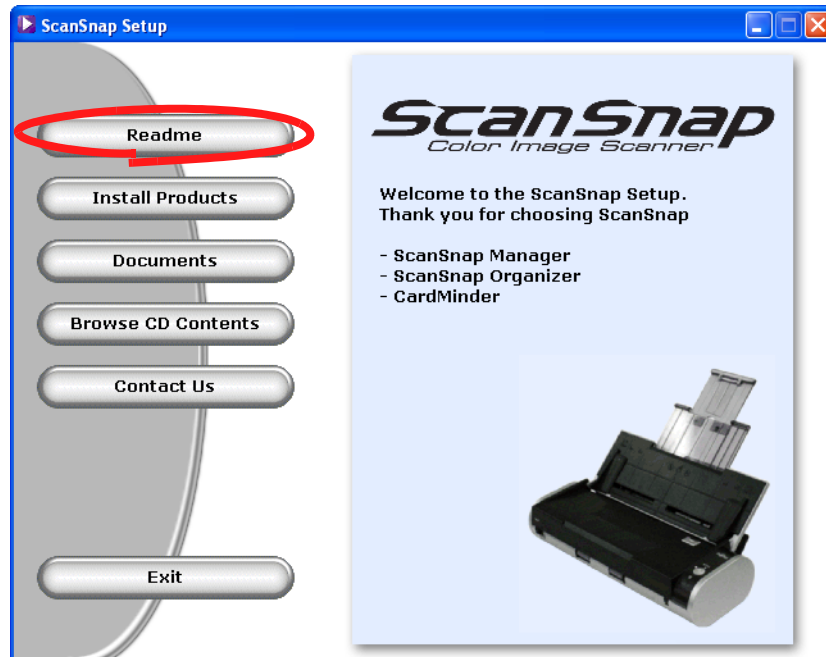 ScanSnap Setup
Readme
Install Products
Documents
Browse CD Contents
Contact Us
Exit
ScanSnap
Color Image Scanner
Welcome to the ScanSnap Setup.
Thank you for choosing ScanSnap
- ScanSnap Manager
- ScanSnap Organizer
- CardMinder